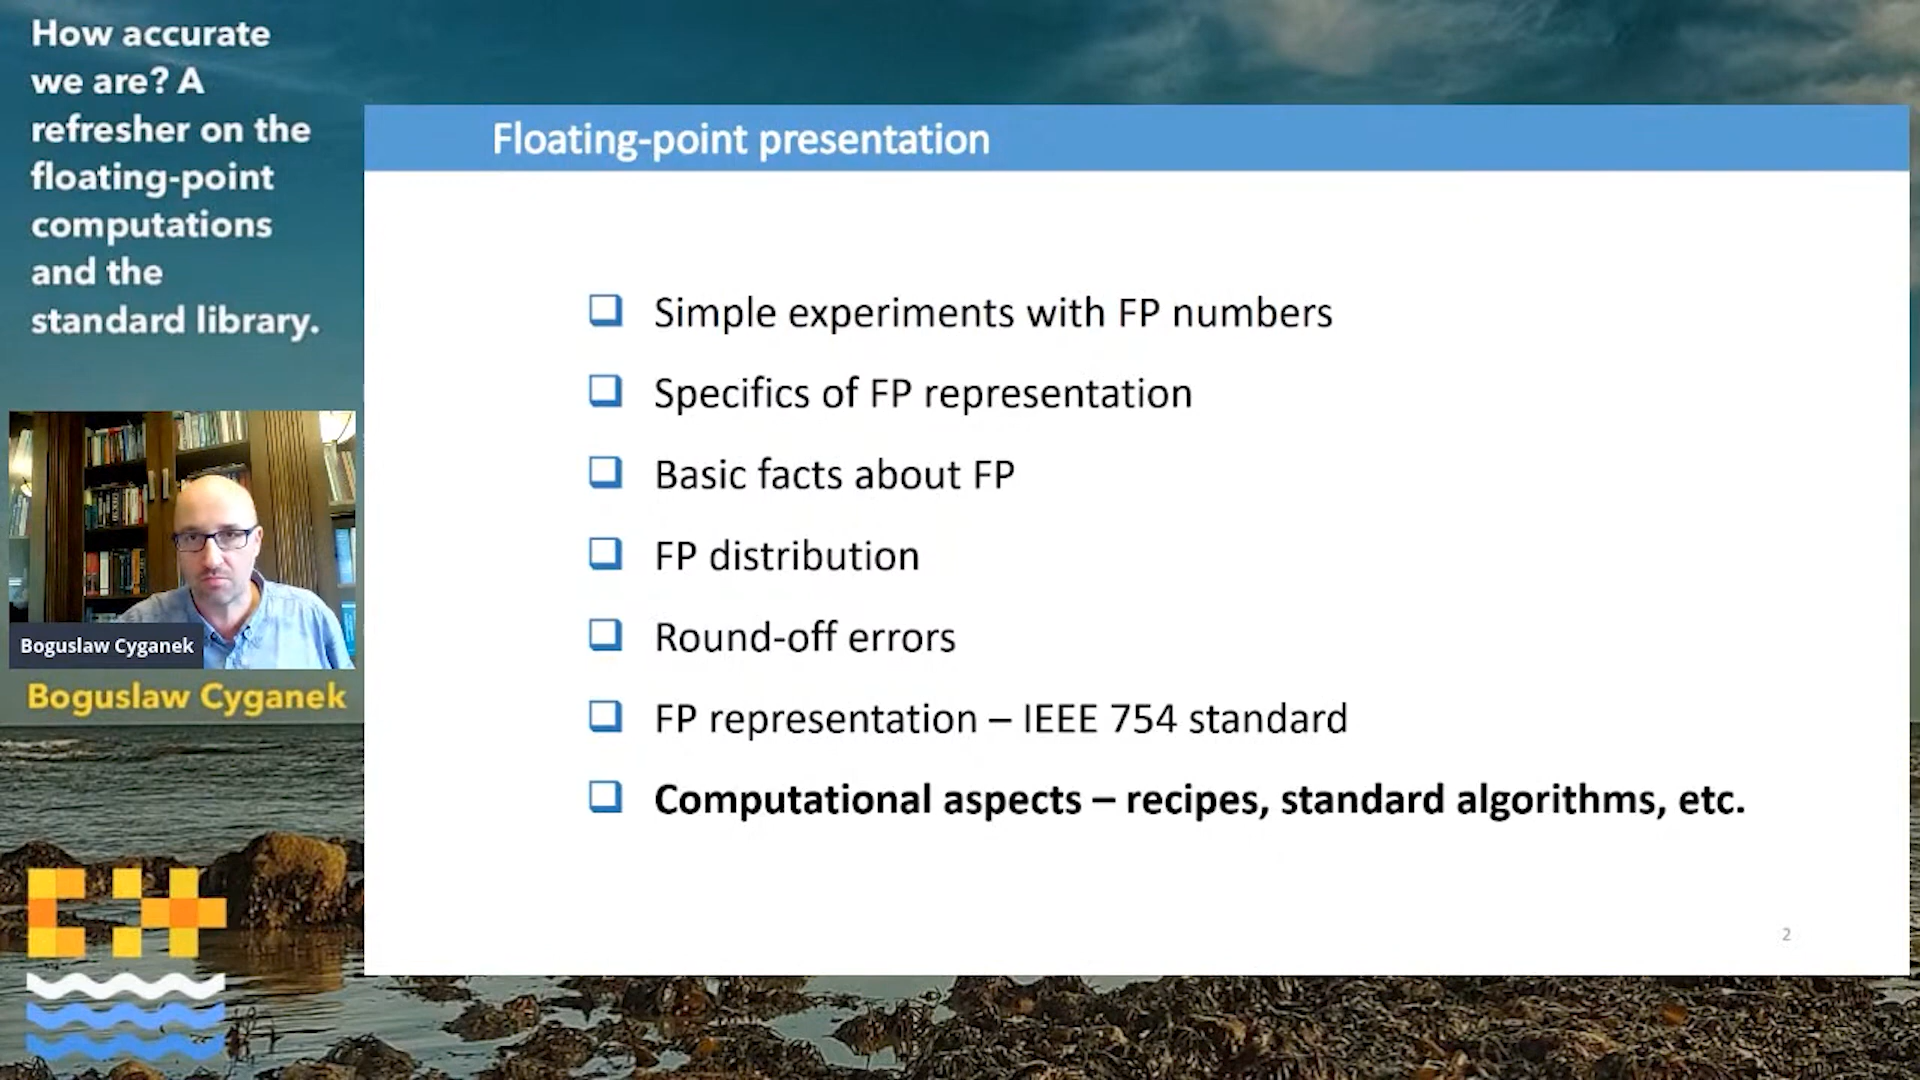 How accurate
we are? A
refresher on the
floating-point
computations
and the
standard library.
Boguslaw Cyganek
Boguslaw Cyganek
Floating-point presentation
Simple experiments with FP numbers
Specifics of FP representation
Basic facts about FP
FP distribution
Round-off errors
FP representation – IEEE 754 standard
Computational aspects – recipes, standard algorithms, etc.
2